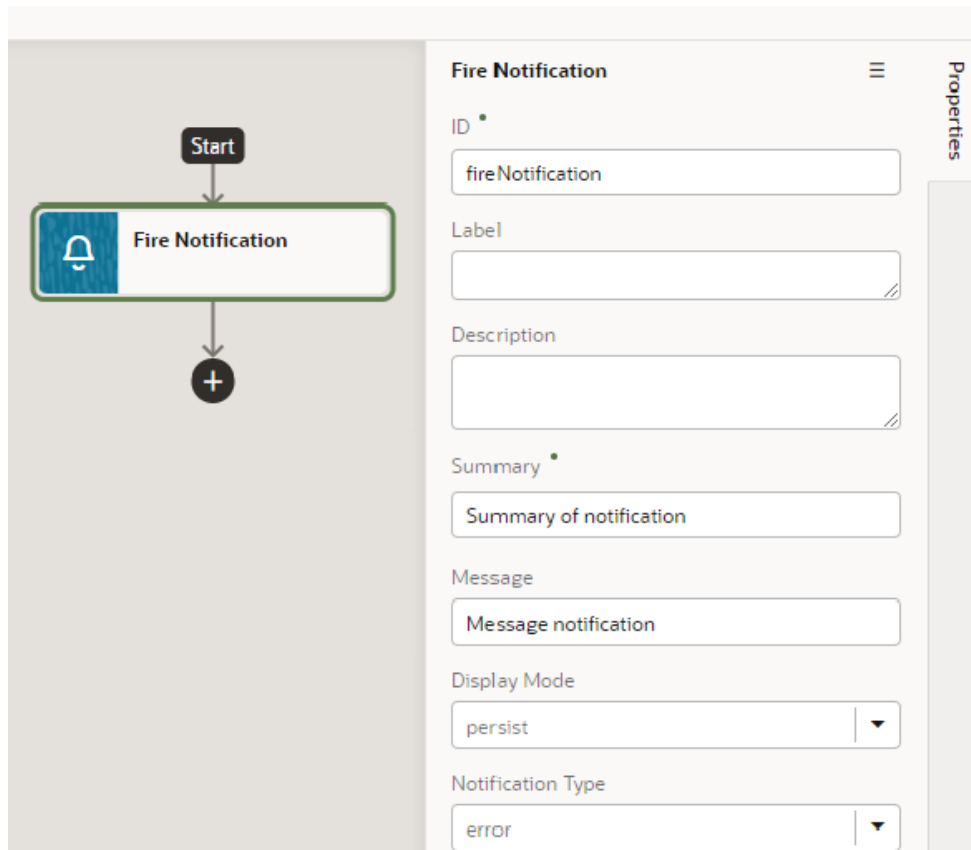 Start
Fire Notification
Fire Notification
ID
fireNotification
Label
Description
Summary
Summary of notification
Message
Message notification
Display Mode
persist
Notification Type
error
Properties